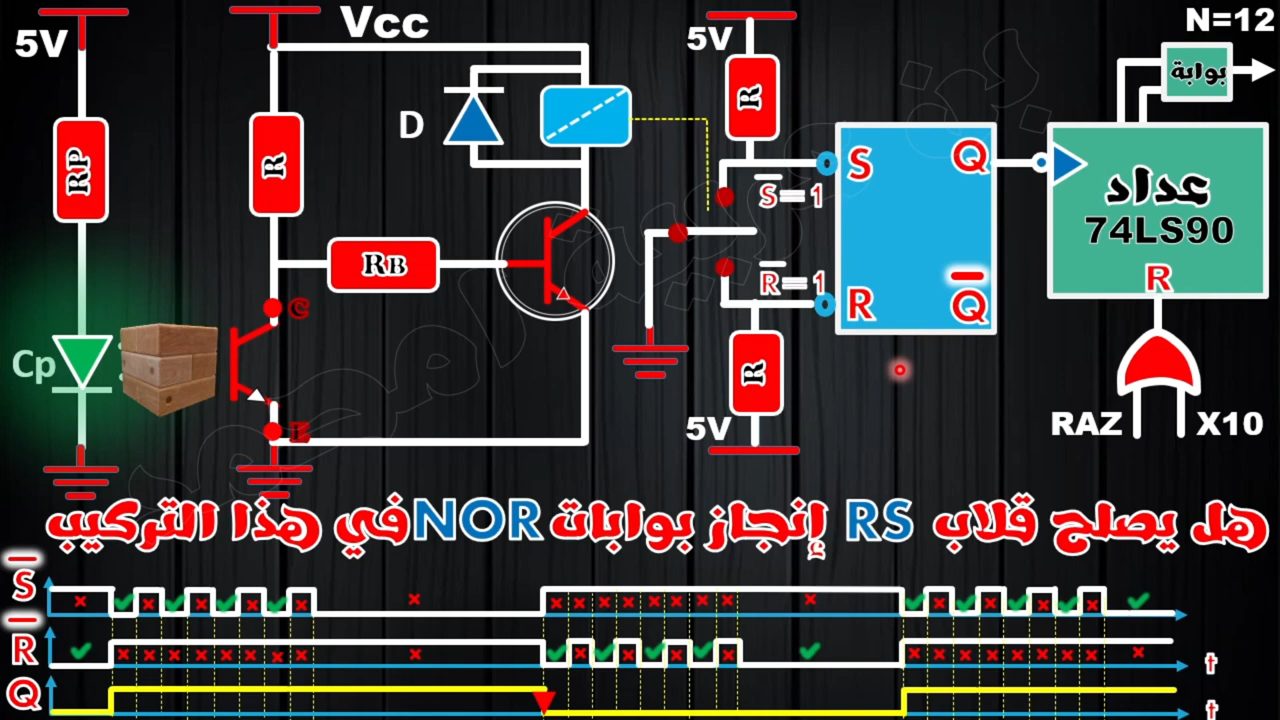 5V
Vcc
5V
N=12
بوابة
RP
R
D
R
S
Q
S=1
عداد
74LS90
R
RB
C
R=1
R
Q
Cp
E
R
5V
RAZ
X10
هل يصلح قلاب RS إنجاز بوابات NOR في هذا التركيب
S
R
t
Q
t